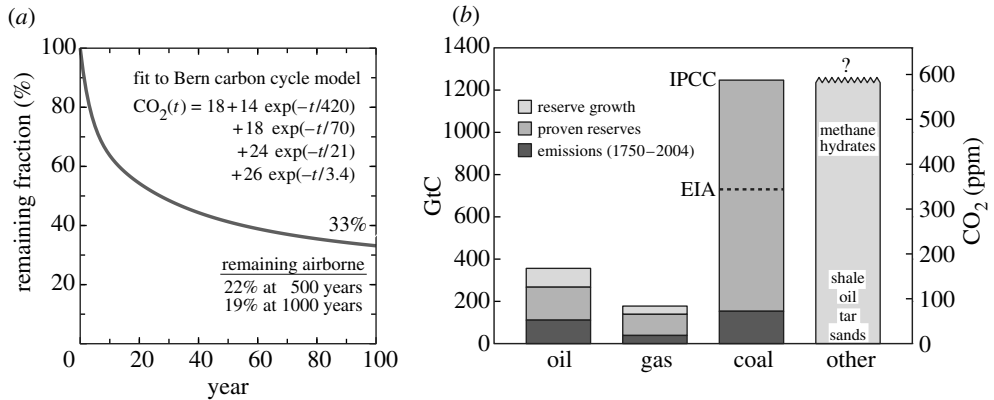 (a)
100
80
60
40
20
remaining fraction (%)
fit to Bern carbon cycle model
CO2(t) = 18+14 exp(−t/420)
+18 exp(−t/70)
+24 exp(−t/21)
+26 exp(−t/3.4)
33%
remaining airborne
22% at 500 years
19% at 1000 years
0 20 40 60 80 100
year
(b)
1400
1200
1000
800
600
400
200
0
GtC
reserve growth
proven reserves
emissions (1750–2004)
IPCC
EIA
?
methane
hydrates
shale
oil
tar
sands
oil gas coal other
600
500
400
300
200
100
0
CO2 (ppm)